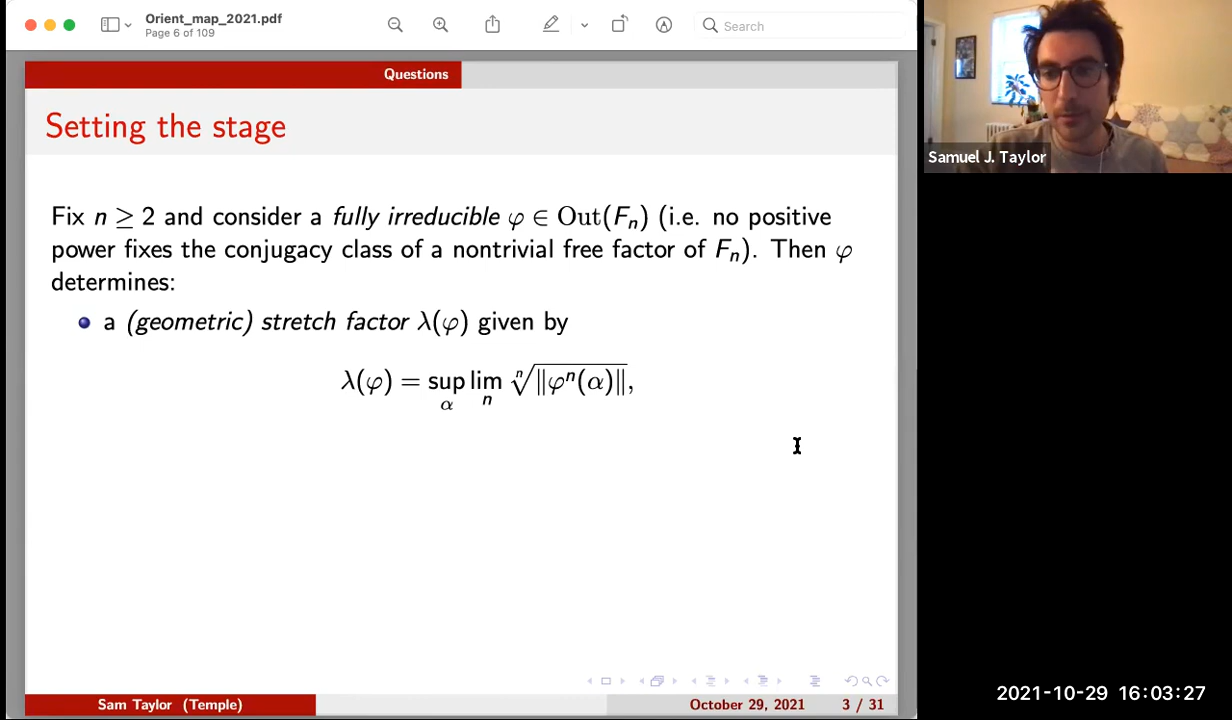 Orient_map_2021.pdf
Page 6 of 109
Search
Questions
Setting the stage
Fix n ≥ 2 and consider a fully irreducible φ ∈ Out(Fₙ) (i.e. no positive
power fixes the conjugacy class of a nontrivial free factor of Fₙ). Then φ
determines:
a (geometric) stretch factor λ(φ) given by
λ(φ) = sup_α lim_n ⁿ√‖φⁿ(α)‖,
Sam Taylor (Temple)
October 29, 2021
3 / 31
Samuel J. Taylor
2021-10-29 16:03:27